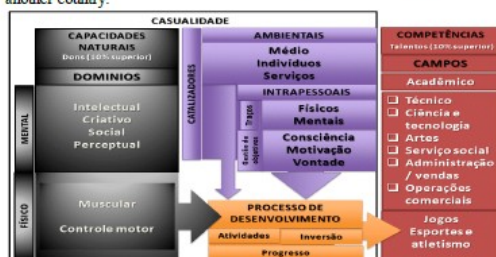 another country.
CASUALIDADE
CAPACIDADES
NATURAIS
Dons (10% superior)
DOMINIOS
MENTAL
Intelectual
Criativo
Social
Perceptual
FÍSICO
Muscular
Controle motor
CATALIZADORES
AMBIENTAIS
Médio
Indivíduos
Serviços
INTRAPESSOAIS
Traços
Físicos
Mentais
Gestão de
objetivos
Consciência
Motivação
Vontade
PROCESSO DE
DESENVOLVIMENTO
Atividades
Inversão
Progresso
COMPETÊNCIAS
Talentos (10% superior)
CAMPOS
Acadêmico
Técnico
Ciência e
tecnologia
Artes
Serviço social
Administração
/ vendas
Operações
comerciais
Jogos
Esportes e
atletismo